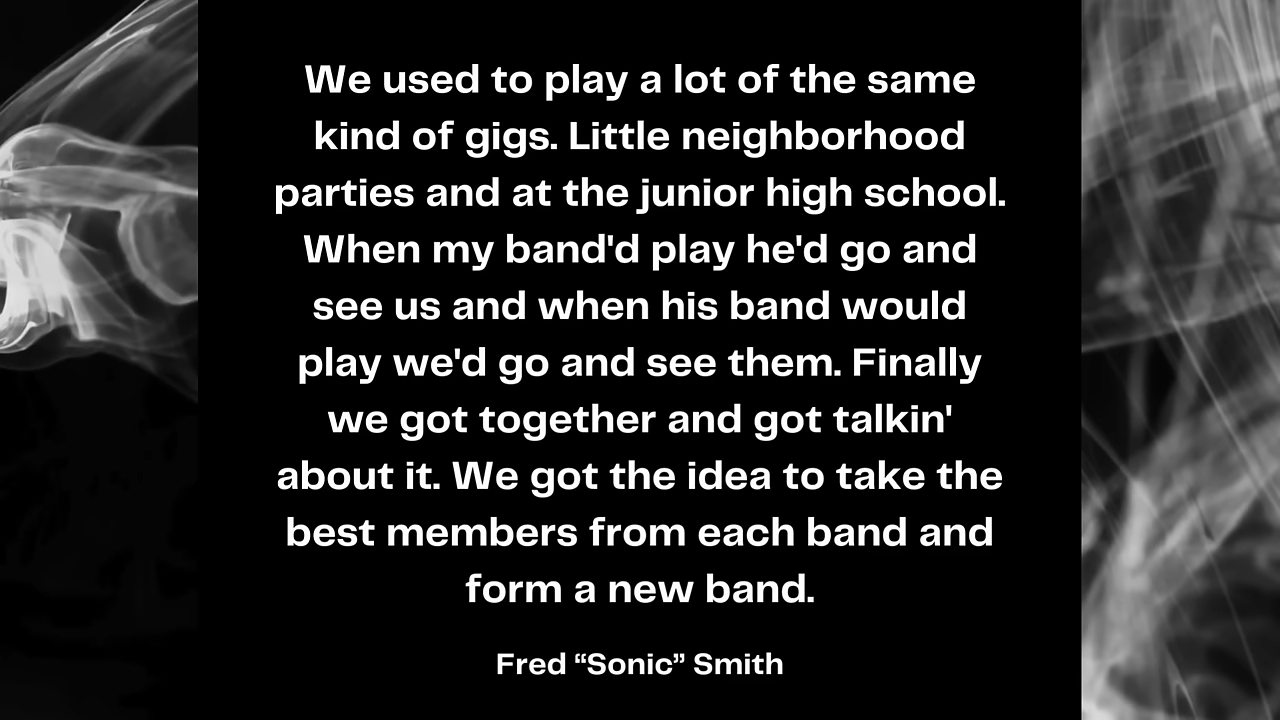 We used to play a lot of the same
kind of gigs. Little neighborhood
parties and at the junior high school.
When my band'd play he'd go and
see us and when his band would
play we'd go and see them. Finally
we got together and got talkin'
about it. We got the idea to take the
best members from each band and
form a new band.
Fred “Sonic” Smith